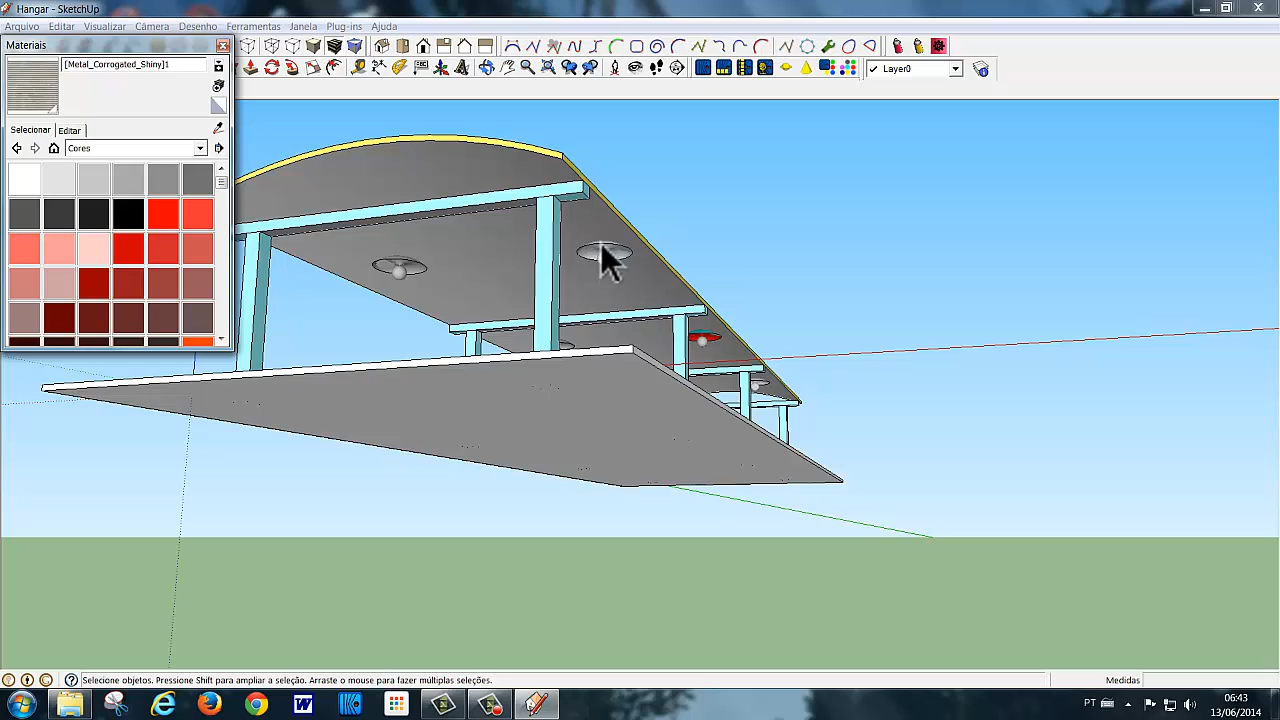 Hangar - SketchUp
Arquivo Editar Visualizar Câmera Desenho Ferramentas Janela Plug-ins Ajuda
Materiais
[Metal_Corrogated_Shiny]1
Layer0
Selecionar Editar
Cores
Selecione objetos. Pressione Shift para ampliar a seleção. Arraste o mouse para fazer múltiplas seleções.
Medidas
PT
06:43
13/06/2014